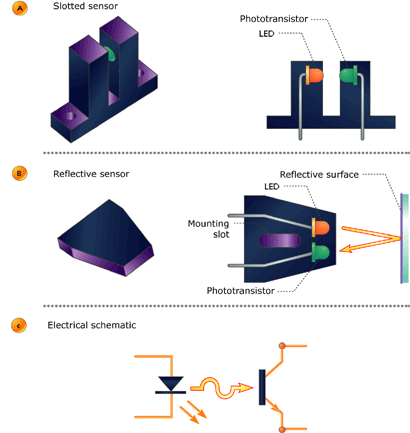 A
Slotted sensor
Phototransistor
LED
B
Reflective sensor
Reflective surface
LED
Mounting
slot
Phototransistor
c
Electrical schematic